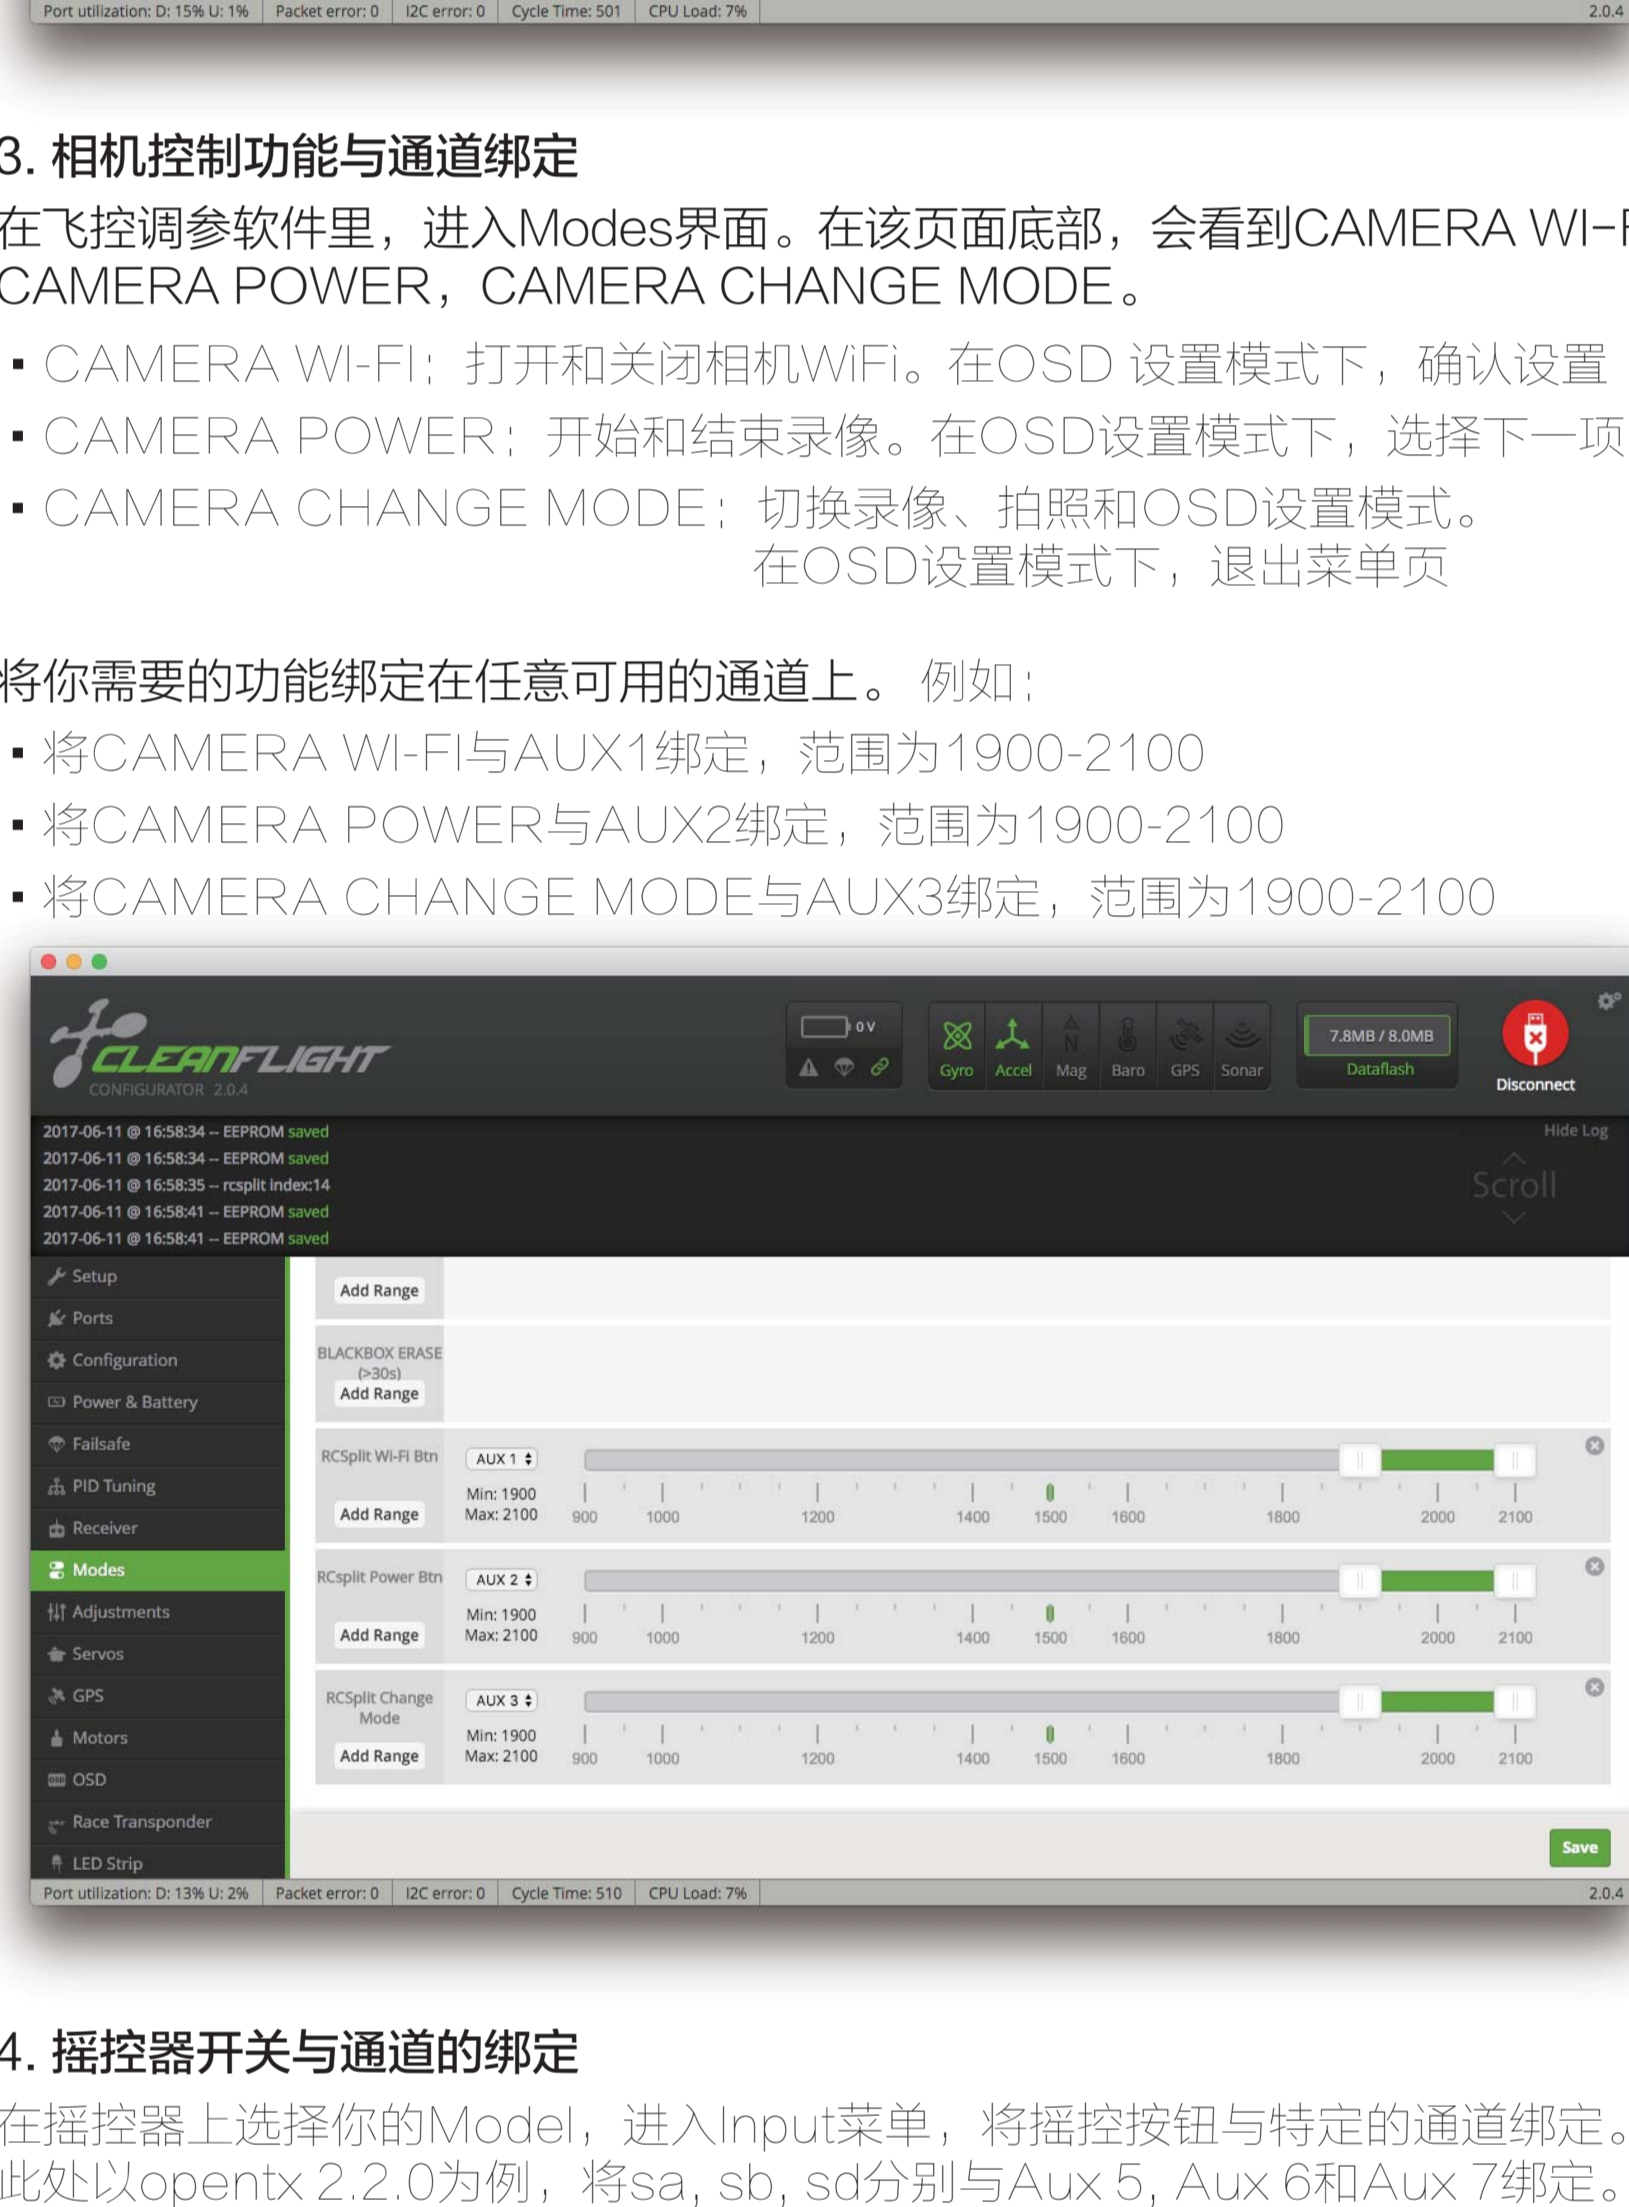 Port utilization: D: 15% U: 1% Packet error: 0 I2C error: 0 Cycle Time: 501 CPU Load: 7% 2.0.4
3. 相机控制功能与通道绑定
在飞控调参软件里，进入Modes界面。在该页面底部，会看到CAMERA WI-F
CAMERA POWER，CAMERA CHANGE MODE。
▪ CAMERA WI-FI：打开和关闭相机WiFi。在OSD 设置模式下，确认设置
▪ CAMERA POWER：开始和结束录像。在OSD设置模式下，选择下一项
▪ CAMERA CHANGE MODE：切换录像、拍照和OSD设置模式。
在OSD设置模式下，退出菜单页
将你需要的功能绑定在任意可用的通道上。 例如：
▪ 将CAMERA WI-FI与AUX1绑定，范围为1900-2100
▪ 将CAMERA POWER与AUX2绑定，范围为1900-2100
▪ 将CAMERA CHANGE MODE与AUX3绑定，范围为1900-2100
CLEANFLIGHT
CONFIGURATOR 2.0.4
0 V
N
Gyro Accel Mag Baro GPS Sonar
7.8MB / 8.0MB
Dataflash
Disconnect
2017-06-11 @ 16:58:34 -- EEPROM saved
Hide Log
2017-06-11 @ 16:58:34 -- EEPROM saved
2017-06-11 @ 16:58:35 -- rcsplit index:14
Scroll
2017-06-11 @ 16:58:41 -- EEPROM saved
2017-06-11 @ 16:58:41 -- EEPROM saved
Setup
Ports
Configuration
Power & Battery
Failsafe
PID Tuning
Receiver
Modes
Adjustments
Servos
GPS
Motors
OSD
Race Transponder
LED Strip
Add Range
BLACKBOX ERASE
(>30s)
Add Range
RCSplit Wi-Fi Btn
AUX 1
Min: 1900
Add Range
Max: 2100
900 1000 1200 1400 1500 1600 1800 2000 2100
RCsplit Power Btn
AUX 2
Min: 1900
Add Range
Max: 2100
900 1000 1200 1400 1500 1600 1800 2000 2100
RCSplit Change
Mode
AUX 3
Min: 1900
Add Range
Max: 2100
900 1000 1200 1400 1500 1600 1800 2000 2100
Save
Port utilization: D: 13% U: 2% Packet error: 0 I2C error: 0 Cycle Time: 510 CPU Load: 7% 2.0.4
4. 摇控器开关与通道的绑定
在摇控器上选择你的Model，进入Input菜单，将摇控按钮与特定的通道绑定。
此处以opentx 2.2.0为例，将sa, sb, sd分别与Aux 5, Aux 6和Aux 7绑定。